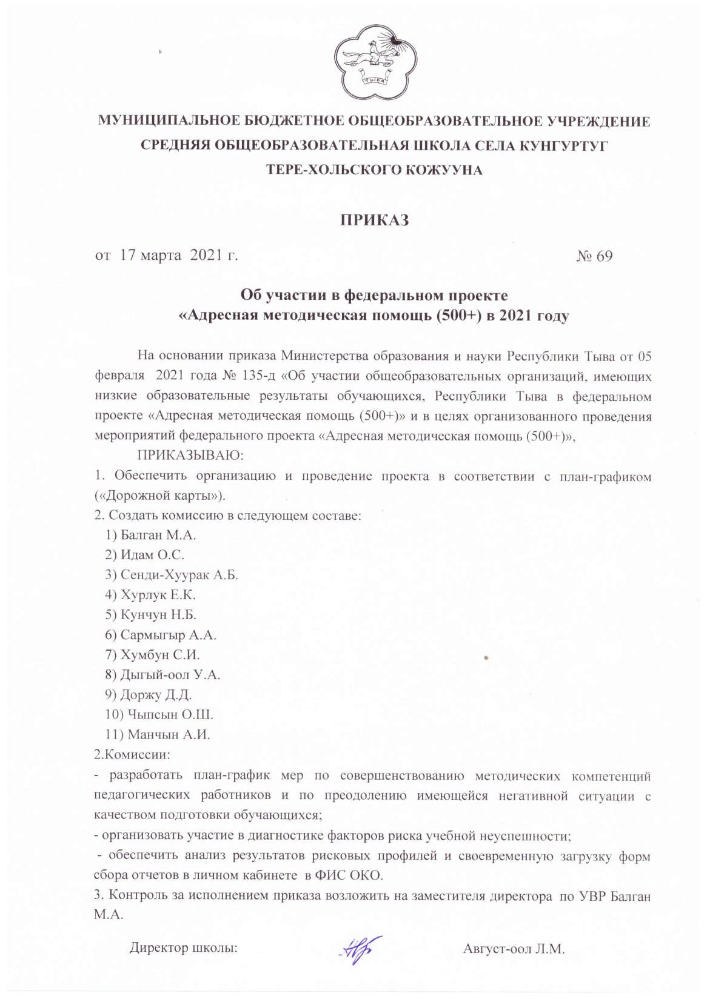 ТЫВА
МУНИЦИПАЛЬНОЕ БЮДЖЕТНОЕ ОБЩЕОБРАЗОВАТЕЛЬНОЕ УЧРЕЖДЕНИЕ
СРЕДНЯЯ ОБЩЕОБРАЗОВАТЕЛЬНАЯ ШКОЛА СЕЛА КУНГУРТУГ
ТЕРЕ-ХОЛЬСКОГО КОЖУУНА
ПРИКАЗ
от 17 марта 2021 г. № 69
Об участии в федеральном проекте
«Адресная методическая помощь (500+) в 2021 году
На основании приказа Министерства образования и науки Республики Тыва от 05
февраля 2021 года № 135-д «Об участии общеобразовательных организаций, имеющих
низкие образовательные результаты обучающихся, Республики Тыва в федеральном
проекте «Адресная методическая помощь (500+)» и в целях организованного проведения
мероприятий федерального проекта «Адресная методическая помощь (500+)»,
ПРИКАЗЫВАЮ:
1. Обеспечить организацию и проведение проекта в соответствии с план-графиком
(«Дорожной карты»).
2. Создать комиссию в следующем составе:
1) Балган М.А.
2) Идам О.С.
3) Сенди-Хуурак А.Б.
4) Хурлук Е.К.
5) Кунчун Н.Б.
6) Сармыгыр А.А.
7) Хумбун С.И.
8) Дыгый-оол У.А.
9) Доржу Д.Д.
10) Чыпсын О.Ш.
11) Манчын А.И.
2.Комиссии:
- разработать план-график мер по совершенствованию методических компетенций
педагогических работников и по преодолению имеющейся негативной ситуации с
качеством подготовки обучающихся;
- организовать участие в диагностике факторов риска учебной неуспешности;
- обеспечить анализ результатов рисковых профилей и своевременную загрузку форм
сбора отчетов в личном кабинете в ФИС ОКО.
3. Контроль за исполнением приказа возложить на заместителя директора по УВР Балган
М.А.
Директор школы: Август-оол Л.М.